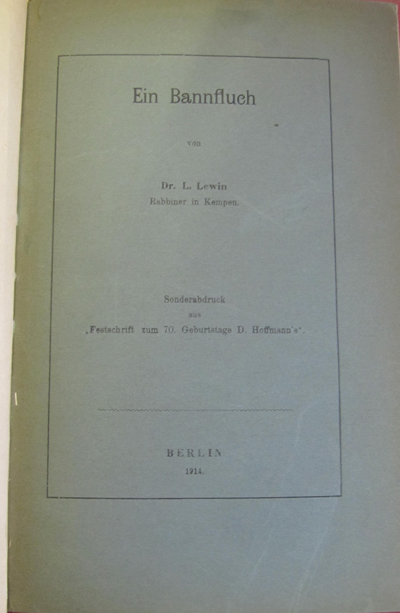 Ein Bannfluch
von
Dr. L. Lewin
Rabbiner in Kempen.
Sonderabdruck
aus
„Festschrift zum 70. Geburtstage D. Hoffmann's“.
BERLIN
1914.